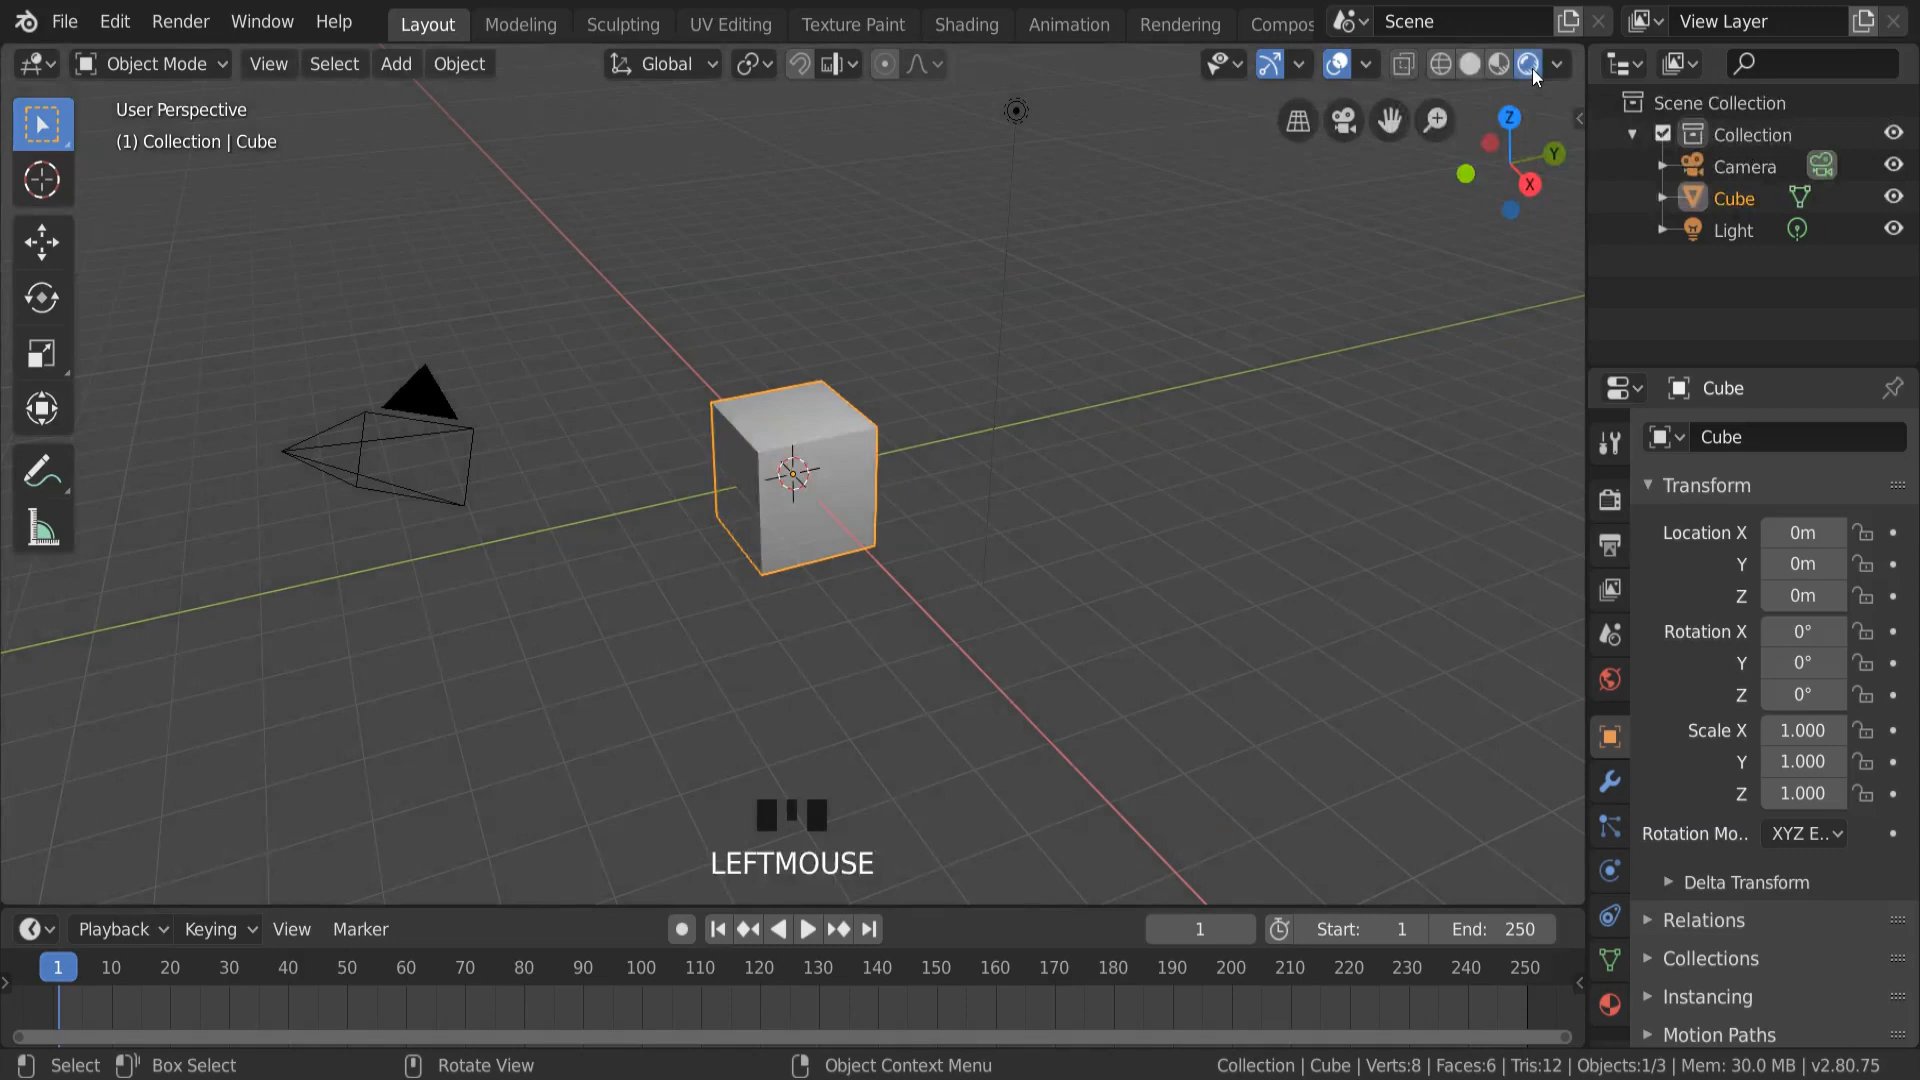 File Edit Render Window Help Layout Modeling Sculpting UV Editing Texture Paint Shading Animation Rendering Compos Scene View Layer
Object Mode View Select Add Object Global
User Perspective
(1) Collection | Cube
Z
Y
X
Scene Collection
Collection
Camera
Cube
Light
Cube
Cube
Transform
Location X 0m
Y 0m
Z 0m
Rotation X 0°
Y 0°
Z 0°
Scale X 1.000
Y 1.000
Z 1.000
Rotation Mo.. XYZ E..
Delta Transform
Relations
Collections
Instancing
Motion Paths
LEFTMOUSE
Playback Keying View Marker 1 Start: 1 End: 250
1 10 20 30 40 50 60 70 80 90 100 110 120 130 140 150 160 170 180 190 200 210 220 230 240 250
Select Box Select Rotate View Object Context Menu Collection | Cube | Verts:8 | Faces:6 | Tris:12 | Objects:1/3 | Mem: 30.0 MB | v2.80.75